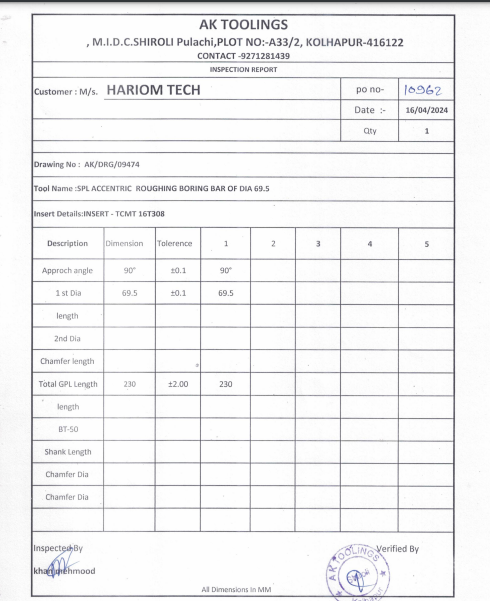 AK TOOLINGS
, M.I.D.C.SHIROLI Pulachi,PLOT NO:-A33/2, KOLHAPUR-416122
CONTACT -9271281439
INSPECTION REPORT
Customer : M/s. HARIOM TECH po no- 10962
Date :- 16/04/2024
Qty 1
Drawing No : AK/DRG/09474
Tool Name :SPL ACCENTRIC ROUGHING BORING BAR OF DIA 69.5
Insert Details:INSERT - TCMT 16T308
Description Dimension Tolerence 1 2 3 4 5
Approch angle 90° ±0.1 90°
1 st Dia 69.5 ±0.1 69.5
length
2nd Dia
Chamfer length
Total GPL Length 230 ±2.00 230
length
BT-50
Shank Length
Chamfer Dia
Chamfer Dia
Inspected By Verified By
khan mehmood
AK TOOLINGS
All Dimensions In MM